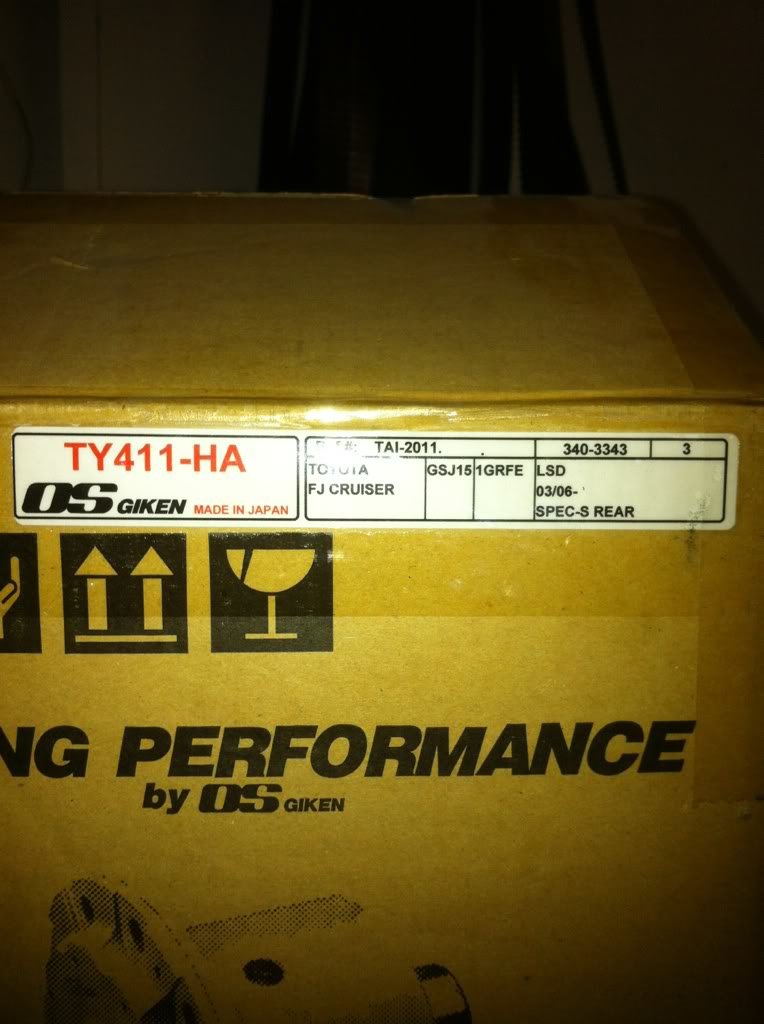 TY411-HA
OS GIKEN MADE IN JAPAN
TAI-2011. 340-3343 3
TOYOTA GSJ15 1GRFE LSD
FJ CRUISER 03/06-
SPEC-S REAR
NG PERFORMANCE
by OS GIKEN